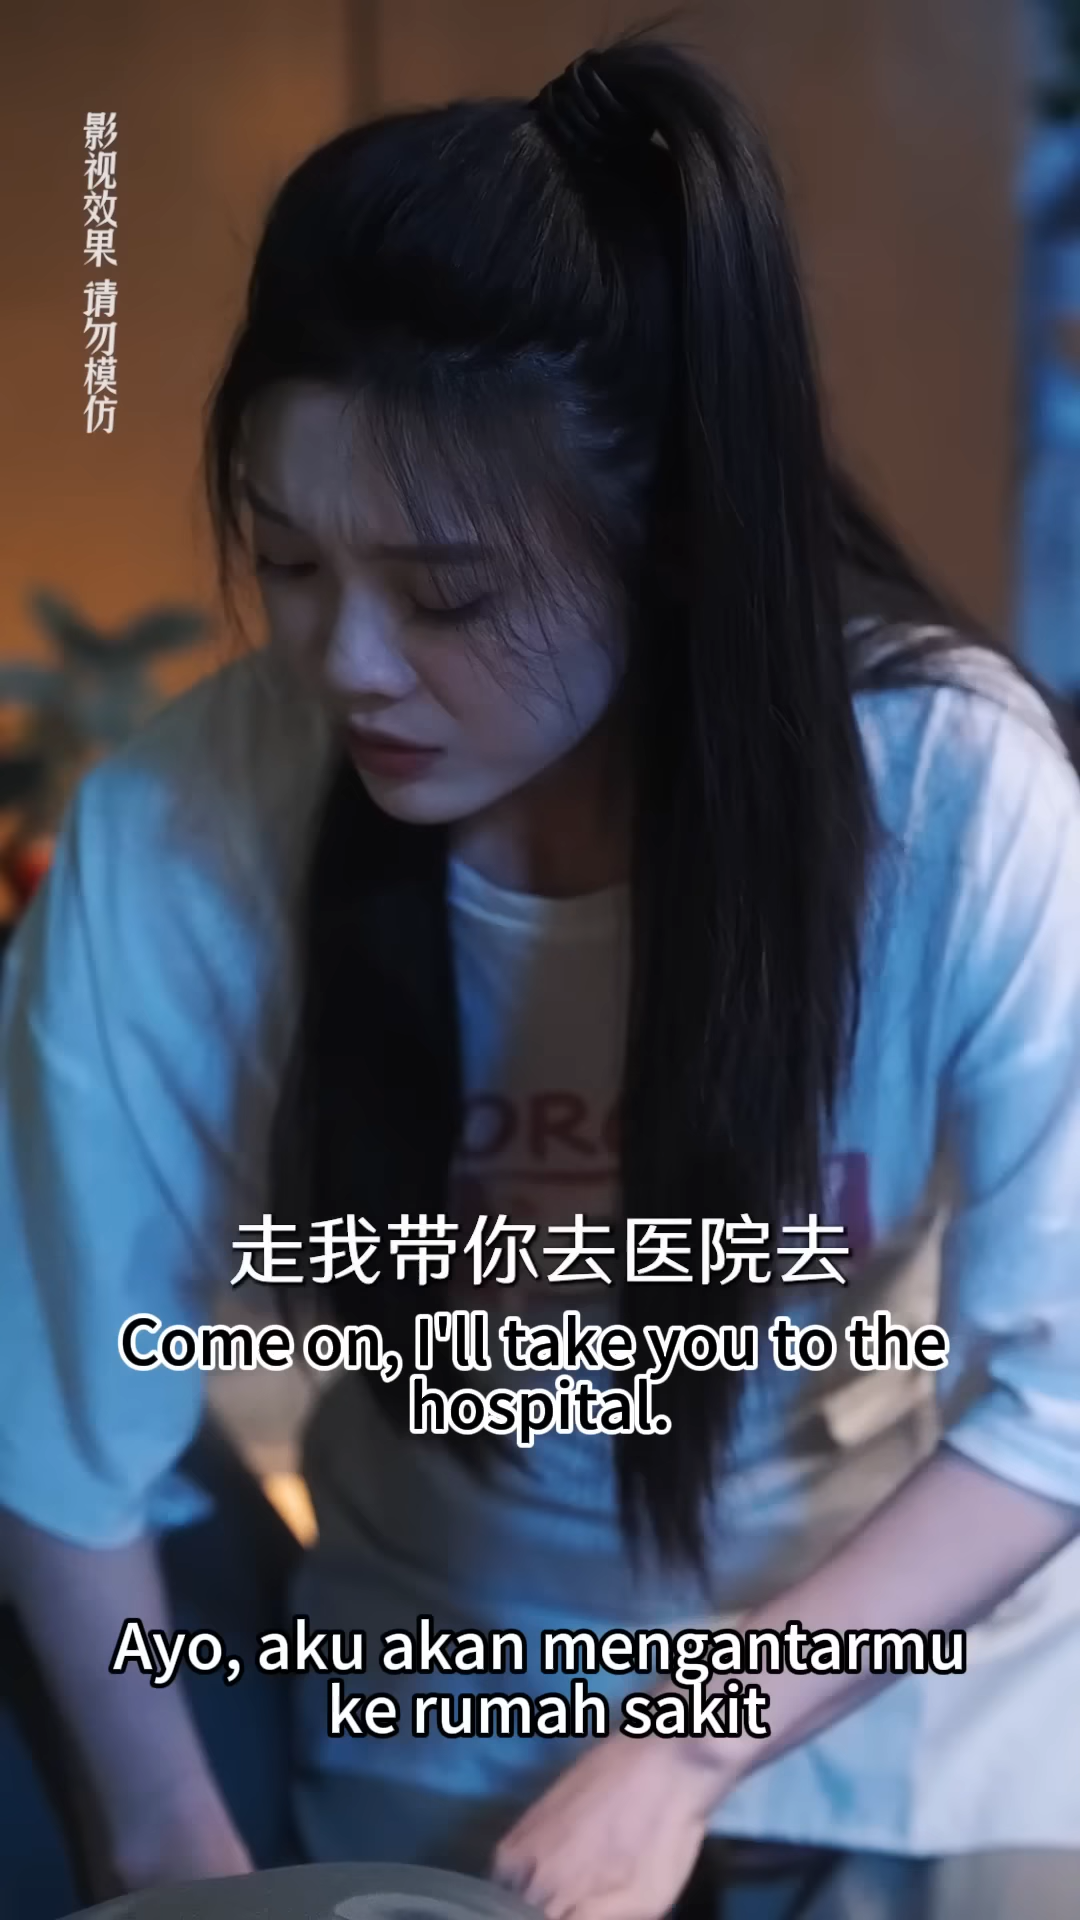 影视效果 请勿模仿
走我带你去医院去
Come on, I'll take you to the
hospital.
Ayo, aku akan mengantarmu
ke rumah sakit